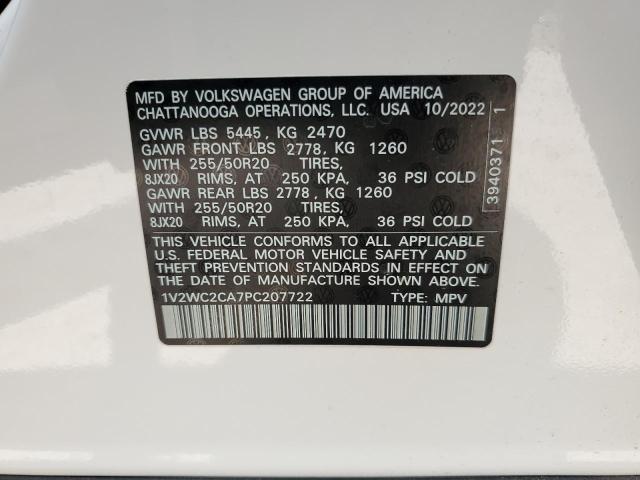 MFD BY VOLKSWAGEN GROUP OF AMERICA
CHATTANOOGA OPERATIONS, LLC. USA 10/2022
GVWR LBS 5445, KG 2470
GAWR FRONT LBS 2778, KG 1260
WITH 255/50R20 TIRES,
8JX20 RIMS, AT 250 KPA, 36 PSI COLD
GAWR REAR LBS 2778, KG 1260
WITH 255/50R20 TIRES,
8JX20 RIMS, AT 250 KPA, 36 PSI COLD
THIS VEHICLE CONFORMS TO ALL APPLICABLE
U.S. FEDERAL MOTOR VEHICLE SAFETY AND
THEFT PREVENTION STANDARDS IN EFFECT ON
THE DATE OF MANUFACTURE SHOWN ABOVE
1V2WC2CA7PC207722 TYPE: MPV
3940371 1